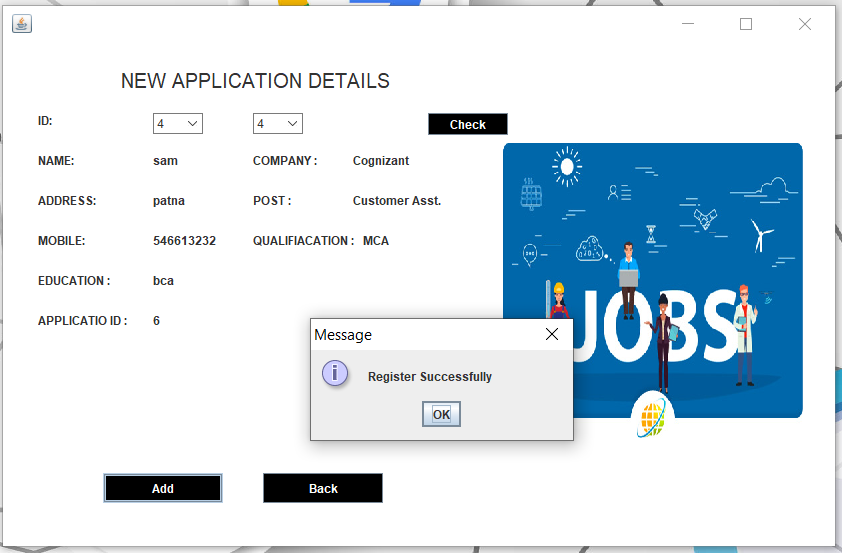 NEW APPLICATION DETAILS
ID: 4 4 Check
NAME: sam COMPANY : Cognizant
ADDRESS: patna POST : Customer Asst.
MOBILE: 546613232 QUALIFIACATION : MCA
EDUCATION : bca
APPLICATIO ID : 6
JOBS
Message
Register Successfully
OK
Add Back